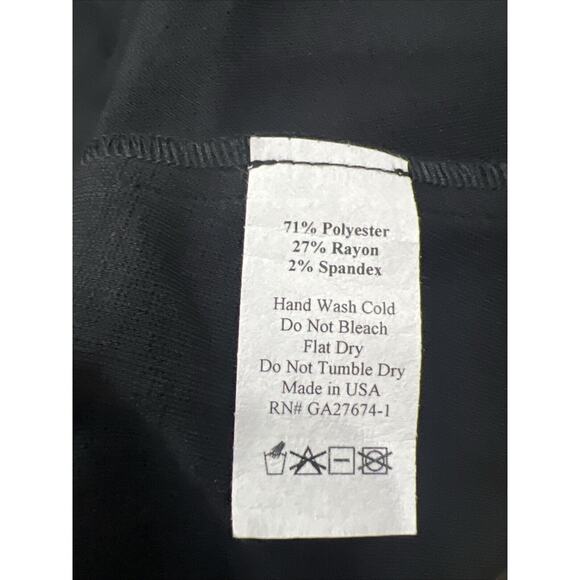 71% Polyester
27% Rayon
2% Spandex
Hand Wash Cold
Do Not Bleach
Flat Dry
Do Not Tumble Dry
Made in USA
RN# GA27674-1